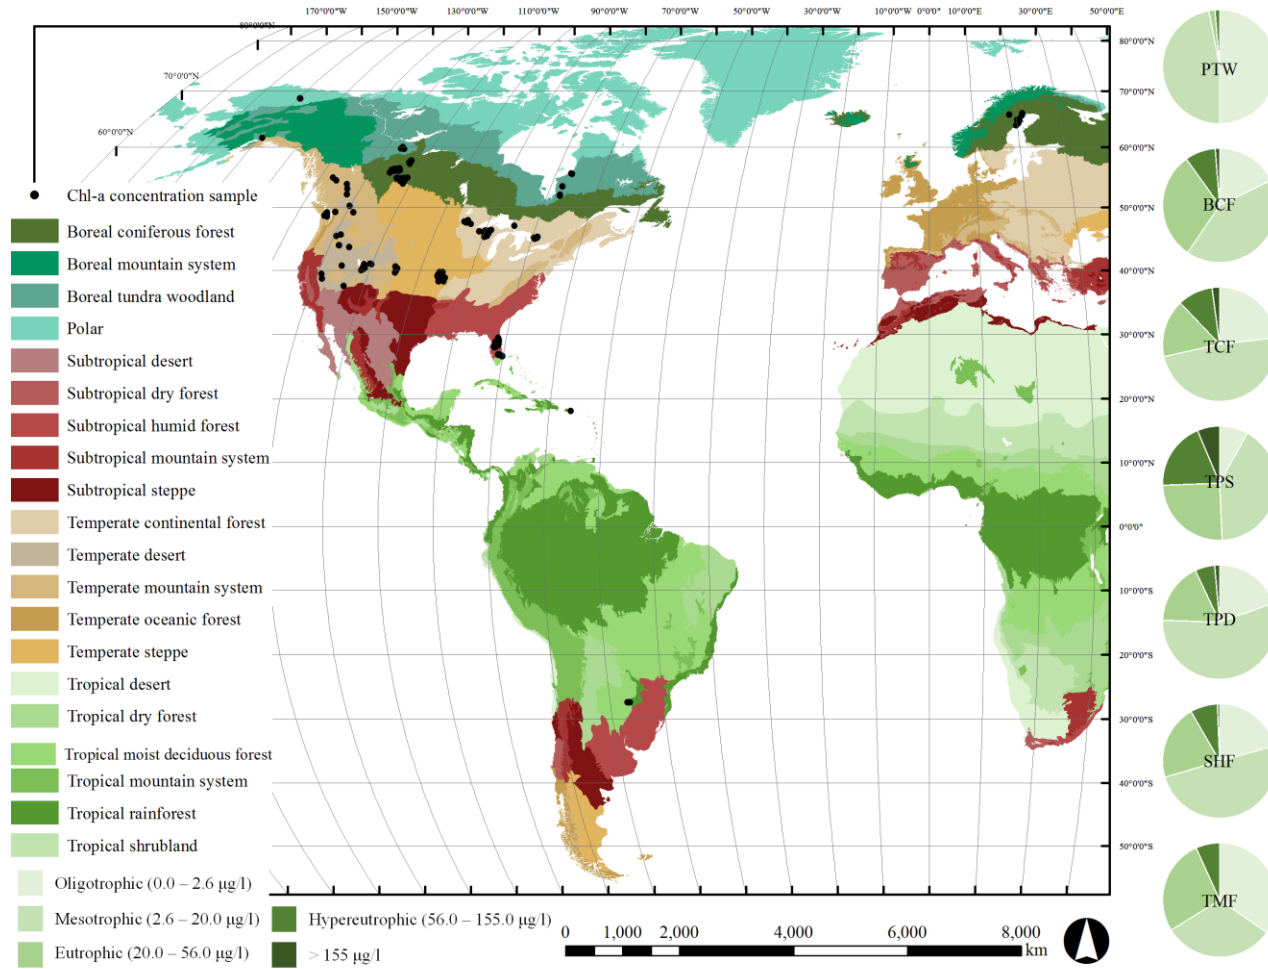 170°0'0"W 150°0'0"W 130°0'0"W 110°0'0"W 90°0'0"W 70°0'0"W 50°0'0"W 10°0'0"W 0°0'0" 10°0'0"E 30°0'0"E 50°0'0"E
80°0'0"N
70°0'0"N
60°0'0"N
80°0'0"N
70°0'0"N
60°0'0"N
50°0'0"N
40°0'0"N
30°0'0"N
20°0'0"N
10°0'0"N
0°0'0"
10°0'0"S
20°0'0"S
30°0'0"S
40°0'0"S
50°0'0"S
Chl-a concentration sample
Boreal coniferous forest
Boreal mountain system
Boreal tundra woodland
Polar
Subtropical desert
Subtropical dry forest
Subtropical humid forest
Subtropical mountain system
Subtropical steppe
Temperate continental forest
Temperate desert
Temperate mountain system
Temperate oceanic forest
Temperate steppe
Tropical desert
Tropical dry forest
Tropical moist deciduous forest
Tropical mountain system
Tropical rainforest
Tropical shrubland
Oligotrophic (0.0 – 2.6 µg/l)
Mesotrophic (2.6 – 20.0 µg/l)
Eutrophic (20.0 – 56.0 µg/l)
Hypereutrophic (56.0 – 155.0 µg/l)
> 155 µg/l
0 1,000 2,000 4,000 6,000 8,000
km
PTW
BCF
TCF
TPS
TPD
SHF
TMF